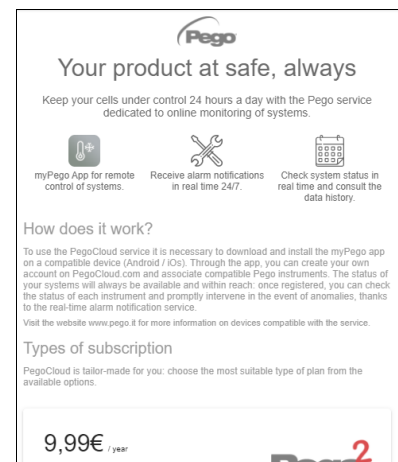 Pego
Your product at safe, always
Keep your cells under control 24 hours a day with the Pego service
dedicated to online monitoring of systems.
myPego App for remote
control of systems.
Receive alarm notifications
in real time 24/7.
Check system status in
real time and consult the
data history.
How does it work?
To use the PegoCloud service it is necessary to download and install the myPego app
on a compatible device (Android / iOs). Through the app, you can create your own
account on PegoCloud.com and associate compatible Pego instruments. The status of
your systems will always be available and within reach: once registered, you can check
the status of each instrument and promptly intervene in the event of anomalies, thanks
to the real-time alarm notification service.
Visit the website www.pego.it for more information on devices compatible with the service.
Types of subscription
PegoCloud is tailor-made for you: choose the most suitable type of plan from the
available options.
9,99€ / year
Pego2